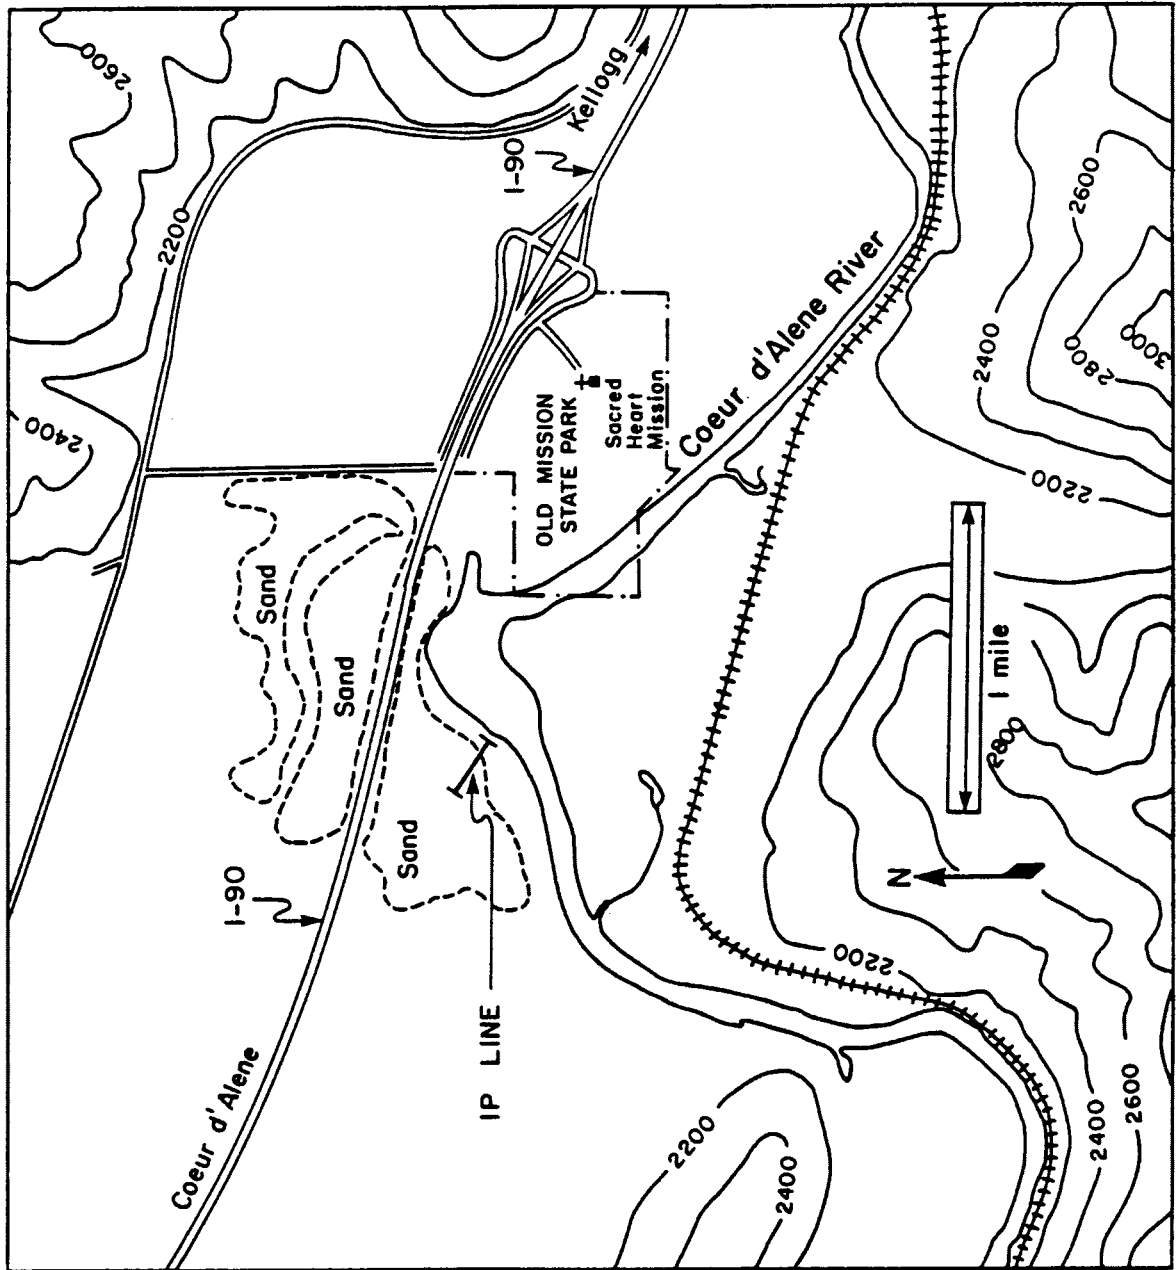 2600
2200
2400
Kellogg
I-90
Coeur d'Alene River
OLD MISSION
STATE PARK
Sacred
Heart
Mission
Sand
Sand
Sand
I-90
Coeur d'Alene
IP LINE
2600
2400
2800
3000
2200
1 mile
2800
N
2200
2200
2400
2400
2600